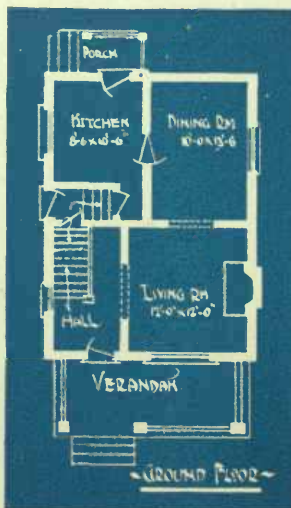 PORCH
KITCHEN
8'-6 x 10'-6"
DINING RM
10'-0 x 13'-6
LIVING RM
12'-0" x 12'-0"
HALL
VERANDAH
~GROUND FLOOR~